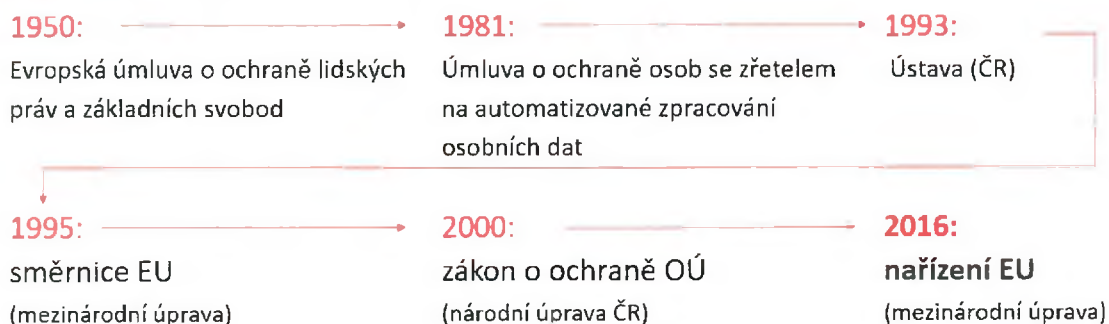 1950:
Evropská úmluva o ochraně lidských
práv a základních svobod
1981:
Úmluva o ochraně osob se zřetelem
na automatizované zpracování
osobních dat
1993:
Ústava (ČR)
1995:
směrnice EU
(mezinárodní úprava)
2000:
zákon o ochraně OÚ
(národní úprava ČR)
2016:
nařízení EU
(mezinárodní úprava)